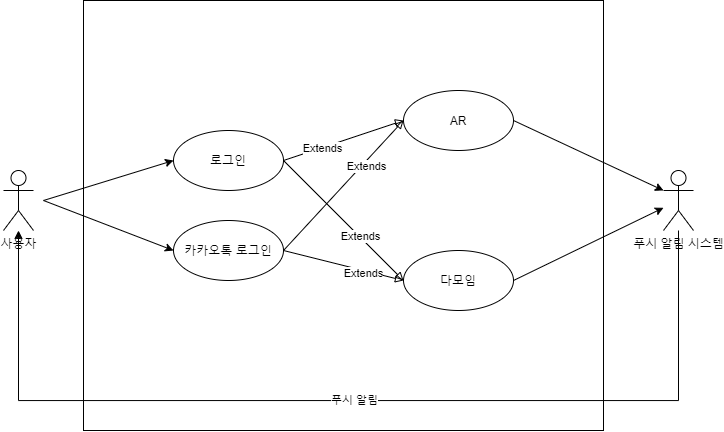 AR
Extends
Extends
로그인
사용자
푸시 알림 시스템
카카오톡 로그인
Extends
Extends
다모임
푸시 알림